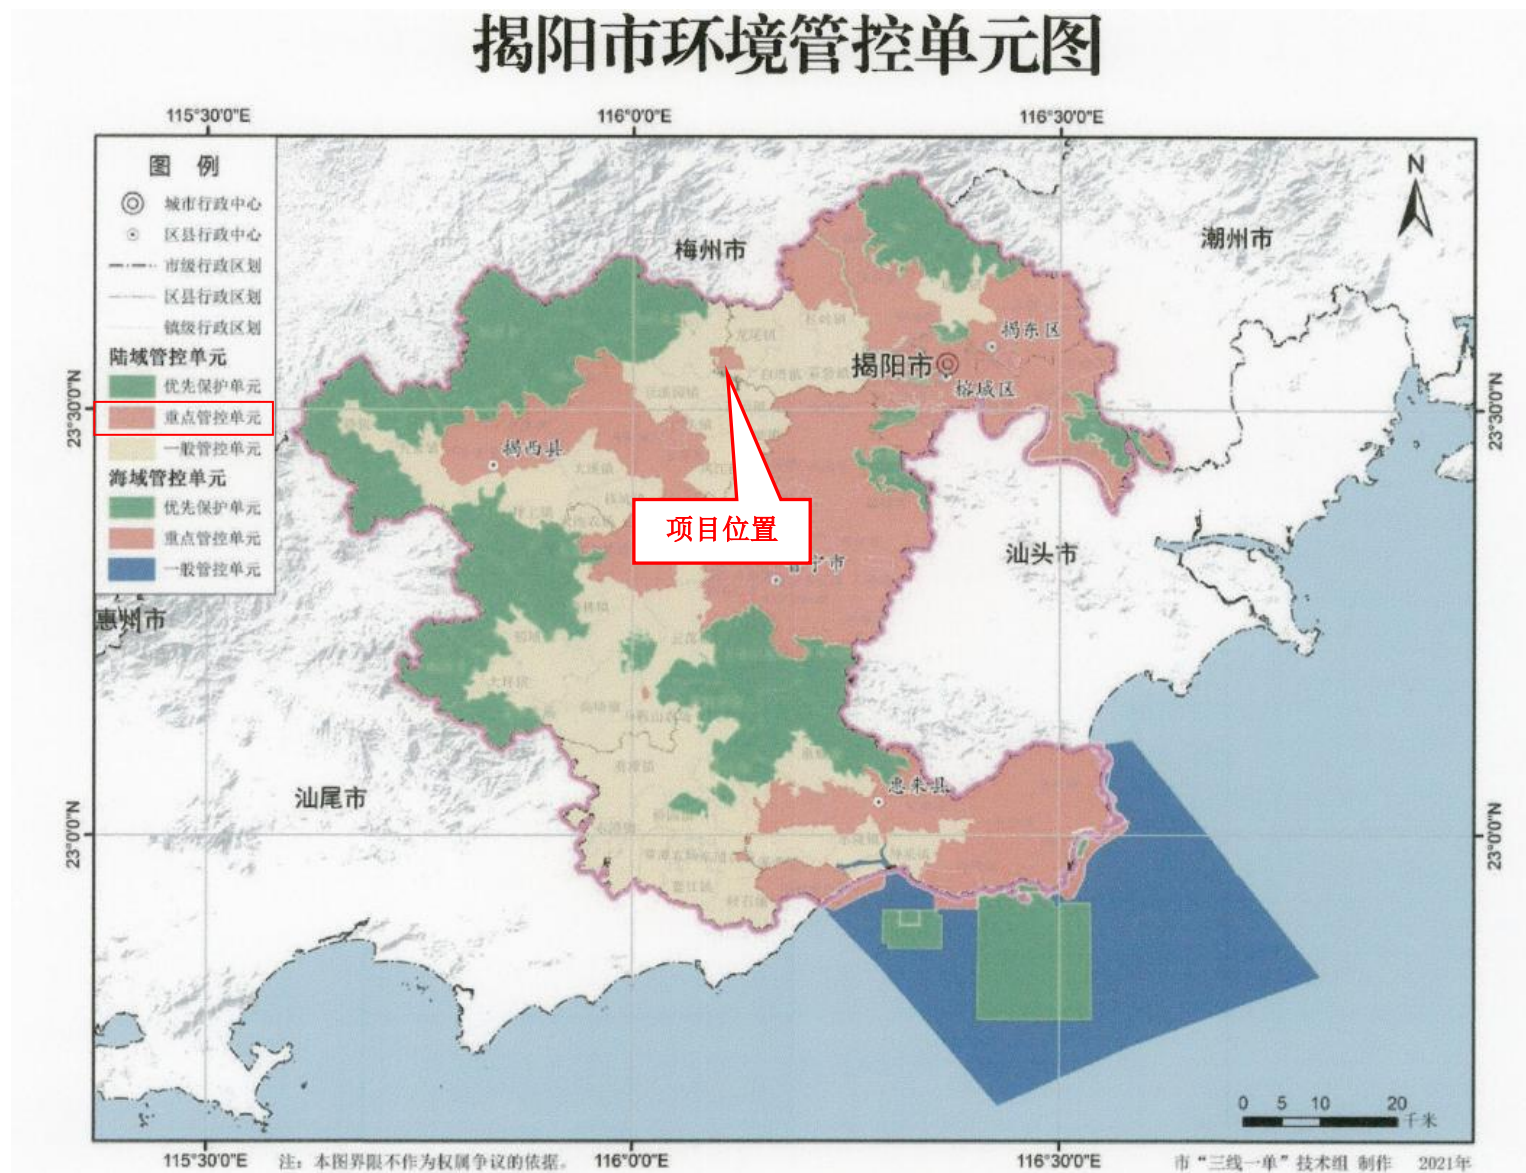 揭阳市环境管控单元图
115°30'0"E
116°0'0"E
116°30'0"E
图 例
城市行政中心
区县行政中心
市级行政区划
区县行政区划
镇级行政区划
陆域管控单元
优先保护单元
重点管控单元
一般管控单元
海域管控单元
优先保护单元
重点管控单元
一般管控单元
N
梅州市
潮州市
龙尾镇
揭东区
揭阳市
榕城区
23°30'0"N
23°30'0"N
揭西县
项目位置
汕头市
宁市
惠州市
大坪镇
汕尾市
惠来县
23°0'0"N
23°0'0"N
0 5 10 20
千米
115°30'0"E
116°0'0"E
116°30'0"E
注：本图界限不作为权属争议的依据。
市“三线一单”技术组 制作 2021年